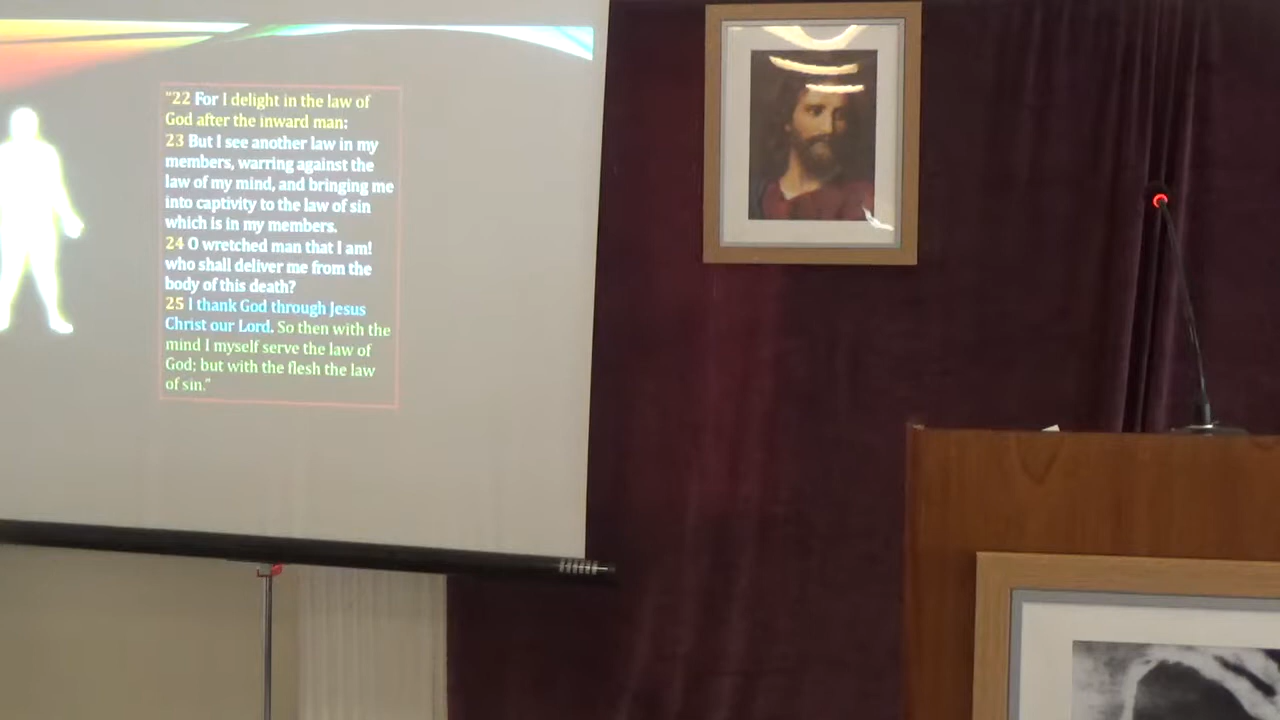 "22 For I delight in the law of
God after the inward man:
23 But I see another law in my
members, warring against the
law of my mind, and bringing me
into captivity to the law of sin
which is in my members.
24 O wretched man that I am!
who shall deliver me from the
body of this death?
25 I thank God through Jesus
Christ our Lord. So then with the
mind I myself serve the law of
God; but with the flesh the law
of sin."